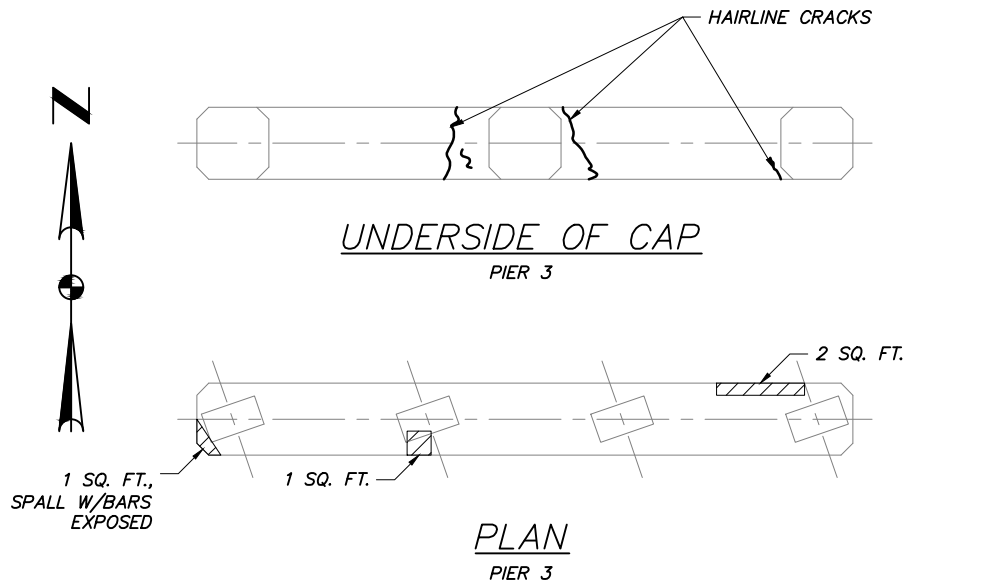 HAIRLINE CRACKS
N
UNDERSIDE OF CAP
PIER 3
2 SQ. FT.
1 SQ. FT.,
SPALL W/BARS
EXPOSED
1 SQ. FT.
PLAN
PIER 3